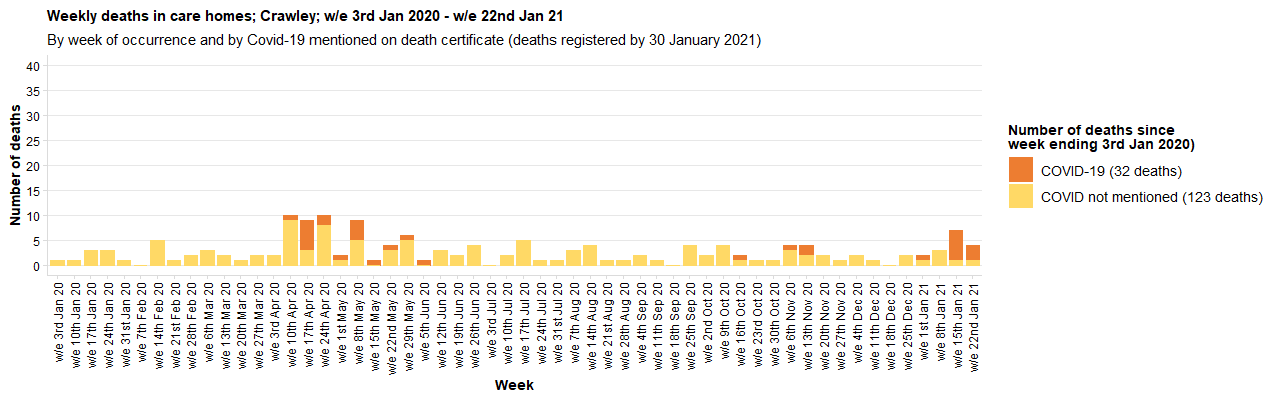 Weekly deaths in care homes; Crawley; w/e 3rd Jan 2020 - w/e 22nd Jan 21
By week of occurrence and by Covid-19 mentioned on death certificate (deaths registered by 30 January 2021)
Number of deaths
40
35
30
25
20
15
10
5
0
w/e 3rd Jan 20
w/e 10th Jan 20
w/e 17th Jan 20
w/e 24th Jan 20
w/e 31st Jan 20
w/e 7th Feb 20
w/e 14th Feb 20
w/e 21st Feb 20
w/e 28th Feb 20
w/e 6th Mar 20
w/e 13th Mar 20
w/e 20th Mar 20
w/e 27th Mar 20
w/e 3rd Apr 20
w/e 10th Apr 20
w/e 17th Apr 20
w/e 24th Apr 20
w/e 1st May 20
w/e 8th May 20
w/e 15th May 20
w/e 22nd May 20
w/e 29th May 20
w/e 5th Jun 20
w/e 12th Jun 20
w/e 19th Jun 20
w/e 26th Jun 20
w/e 3rd Jul 20
w/e 10th Jul 20
w/e 17th Jul 20
w/e 24th Jul 20
w/e 31st Jul 20
w/e 7th Aug 20
w/e 14th Aug 20
w/e 21st Aug 20
w/e 28th Aug 20
w/e 4th Sep 20
w/e 11th Sep 20
w/e 18th Sep 20
w/e 25th Sep 20
w/e 2nd Oct 20
w/e 9th Oct 20
w/e 16th Oct 20
w/e 23rd Oct 20
w/e 30th Oct 20
w/e 6th Nov 20
w/e 13th Nov 20
w/e 20th Nov 20
w/e 27th Nov 20
w/e 4th Dec 20
w/e 11th Dec 20
w/e 18th Dec 20
w/e 25th Dec 20
w/e 1st Jan 21
w/e 8th Jan 21
w/e 15th Jan 21
w/e 22nd Jan 21
Week
Number of deaths since
week ending 3rd Jan 2020)
COVID-19 (32 deaths)
COVID not mentioned (123 deaths)